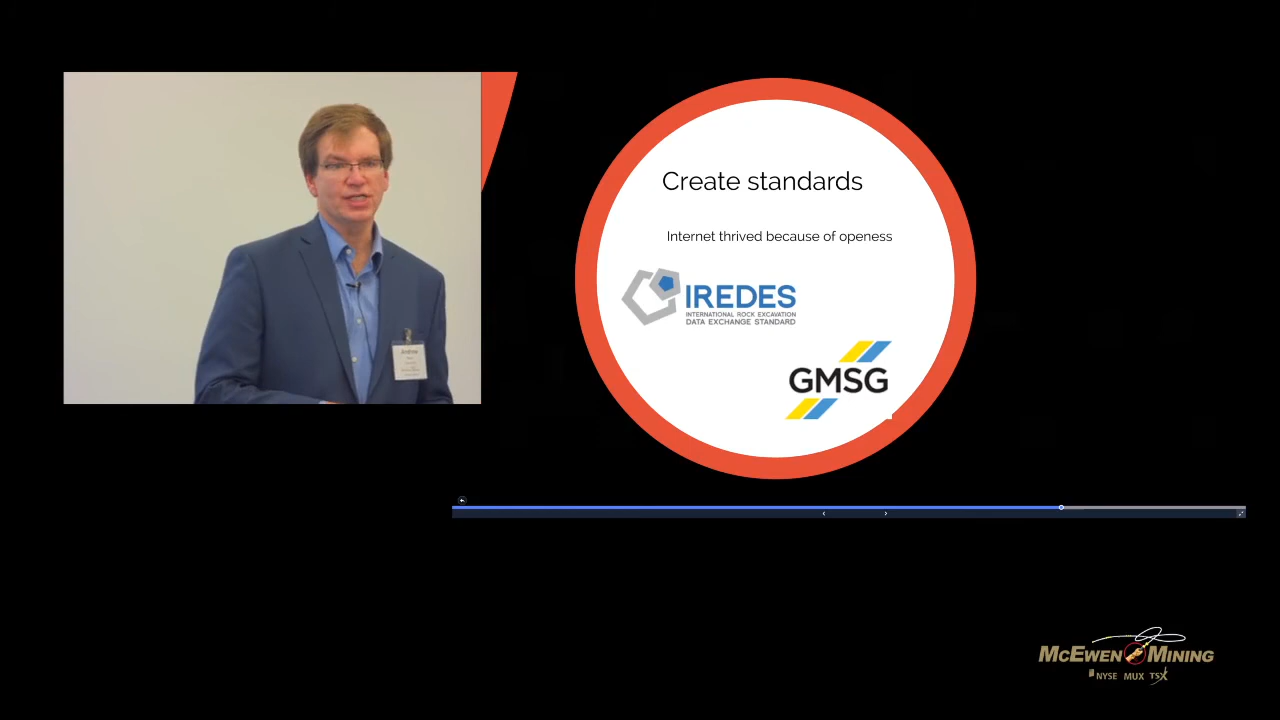 Create standards
Internet thrived because of openess
IREDES
INTERNATIONAL ROCK EXCAVATION
DATA EXCHANGE STANDARD
GMSG
Andrew
McEwen Mining
NYSE MUX TSX